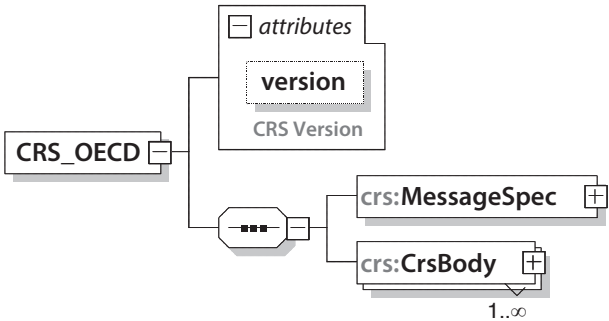 attributes
version
CRS Version
CRS_OECD
crs:MessageSpec
crs:CrsBody
1..∞